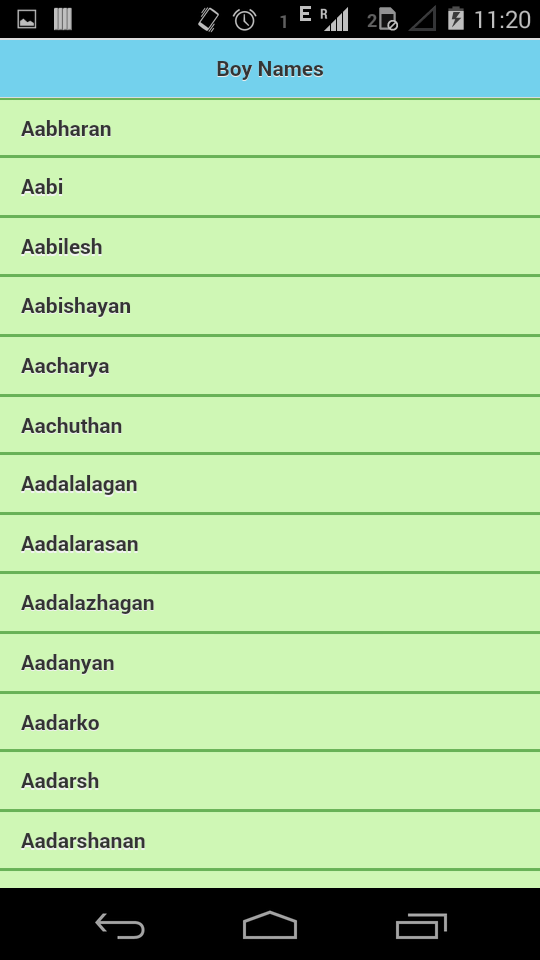 1 E R 2 11:20
Boy Names
Aabharan
Aabi
Aabilesh
Aabishayan
Aacharya
Aachuthan
Aadalalagan
Aadalarasan
Aadalazhagan
Aadanyan
Aadarko
Aadarsh
Aadarshanan